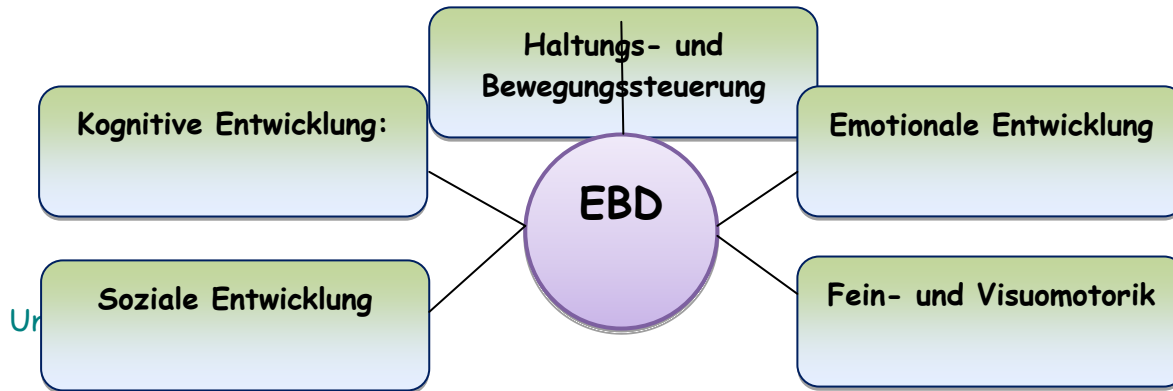 Haltungs- und
Bewegungssteuerung
Kognitive Entwicklung:
Emotionale Entwicklung
EBD
Soziale Entwicklung
Fein- und Visuomotorik